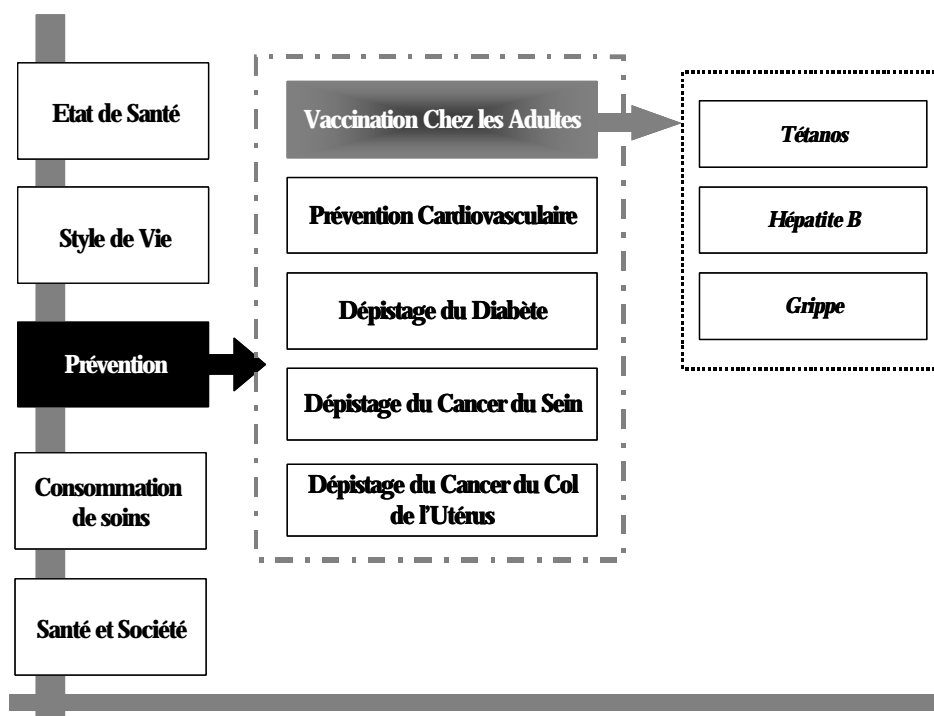 Etat de Santé
Style de Vie
Prévention
Consommation
de soins
Santé et Société
Vaccination Chez les Adultes
Prévention Cardiovasculaire
Dépistage du Diabète
Dépistage du Cancer du Sein
Dépistage du Cancer du Col
de l'Utérus
Tétanos
Hépatite B
Grippe